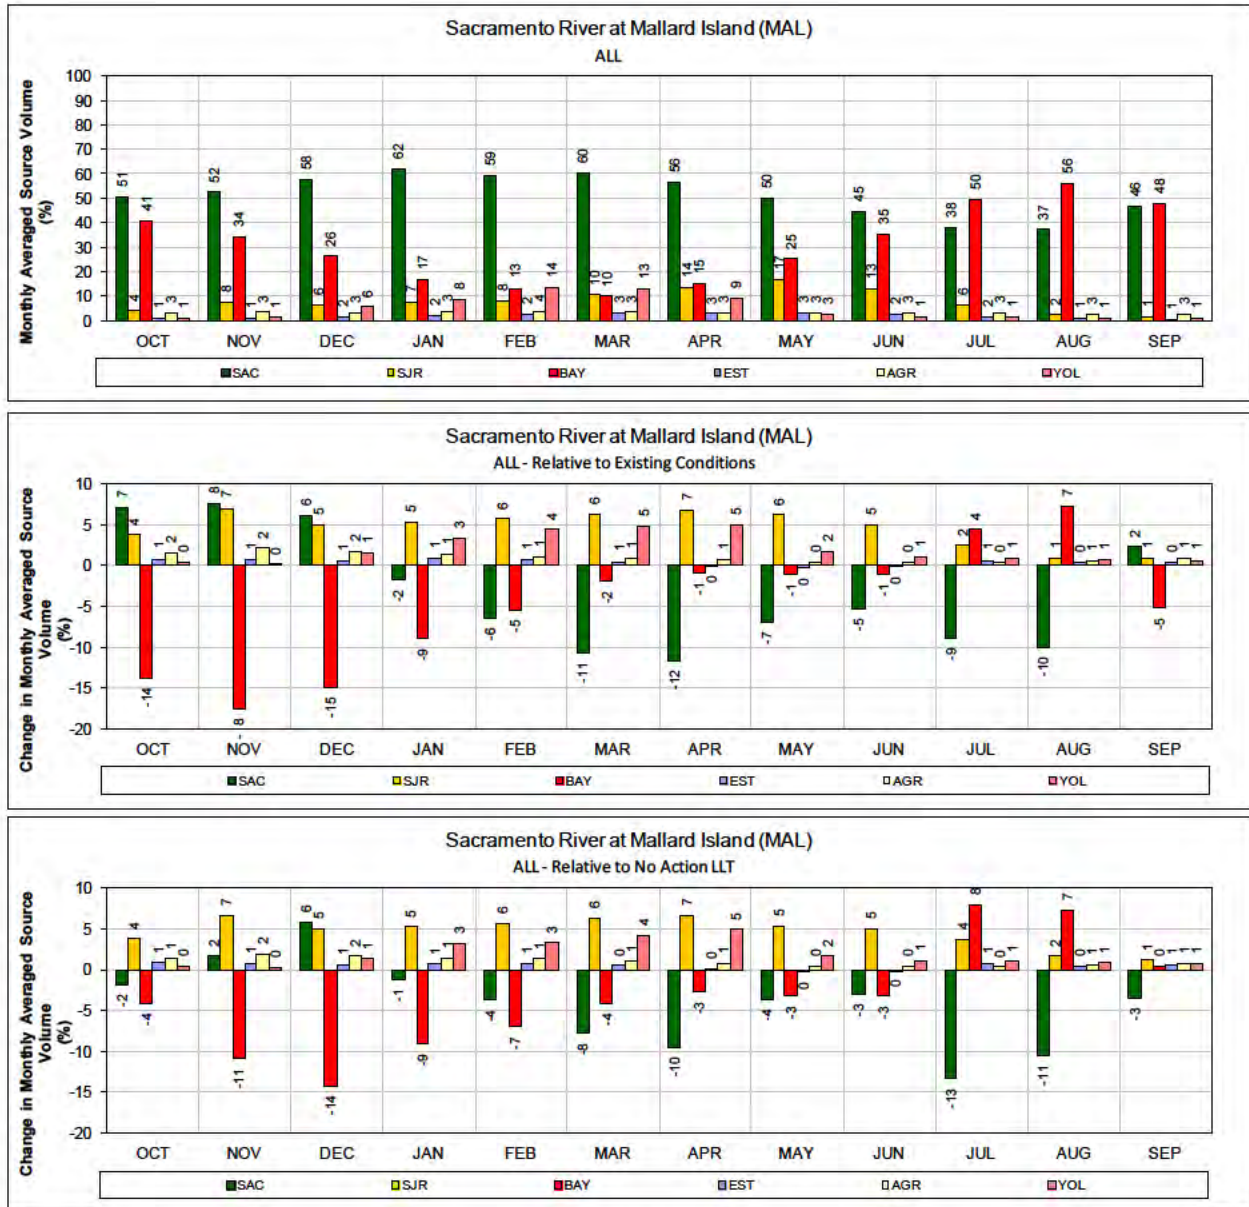 Sacramento River at Mallard Island (MAL)
ALL
Monthly Averaged Source Volume
(%)
100
90
80
70
60
50
40
30
20
10
0
51 4 41 1 3 1
52 8 34 1 3 1
58 6 26 2 3 6
62 7 17 2 3 8
59 8 13 2 4 14
60 10 10 3 3 13
56 14 15 3 3 9
50 17 25 3 3 3
45 13 35 2 3 1
38 6 50 2 3 1
37 2 56 1 3 1
46 1 48 1 3 1
OCT NOV DEC JAN FEB MAR APR MAY JUN JUL AUG SEP
SAC SJR BAY EST AGR YOL
Sacramento River at Mallard Island (MAL)
ALL - Relative to Existing Conditions
Change in Monthly Averaged Source
Volume
(%)
10
5
0
-5
-10
-15
-20
7 4 -14 1 2 0
8 7 - 8 1 2 0
6 5 -15 1 2 1
-2 5 -9 1 1 3
-6 6 -5 1 1 4
-11 6 -2 0 1 5
-12 7 -1 0 1 5
-7 6 -1 0 0 2
-5 5 -1 0 0 1
-9 2 4 1 0 1
-10 1 7 0 1 1
2 1 -5 0 1 1
OCT NOV DEC JAN FEB MAR APR MAY JUN JUL AUG SEP
SAC SJR BAY EST AGR YOL
Sacramento River at Mallard Island (MAL)
ALL - Relative to No Action LLT
Change in Monthly Averaged Source
Volume
(%)
10
5
0
-5
-10
-15
-20
-2 4 -4 1 1 0
2 7 -11 1 2 0
6 5 -14 1 2 1
-1 5 -9 1 1 3
-4 6 -7 1 1 3
-8 6 -4 0 1 4
-10 7 -3 0 1 5
-4 5 -3 0 0 2
-3 5 -3 0 0 1
-13 4 8 1 0 1
-11 2 7 0 1 1
-3 1 0 1 1 1
OCT NOV DEC JAN FEB MAR APR MAY JUN JUL AUG SEP
SAC SJR BAY EST AGR YOL